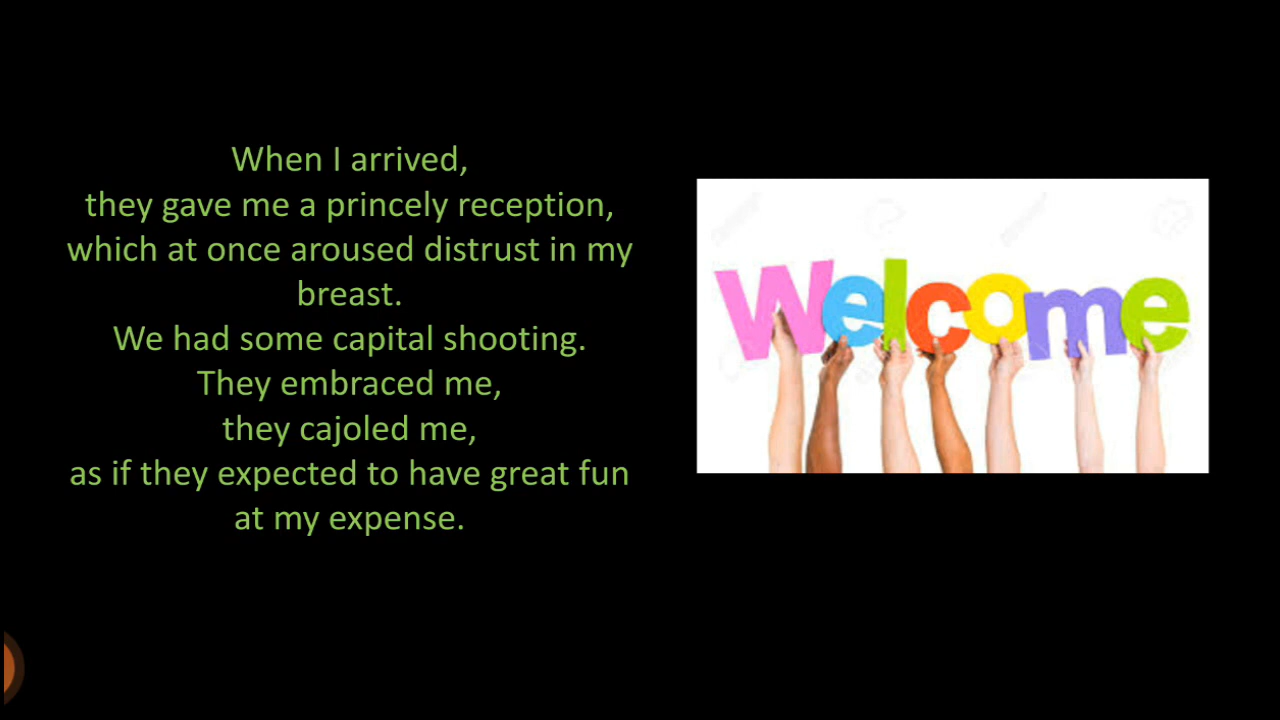 When I arrived,
they gave me a princely reception,
which at once aroused distrust in my
breast.
We had some capital shooting.
They embraced me,
they cajoled me,
as if they expected to have great fun
at my expense.
Welcome